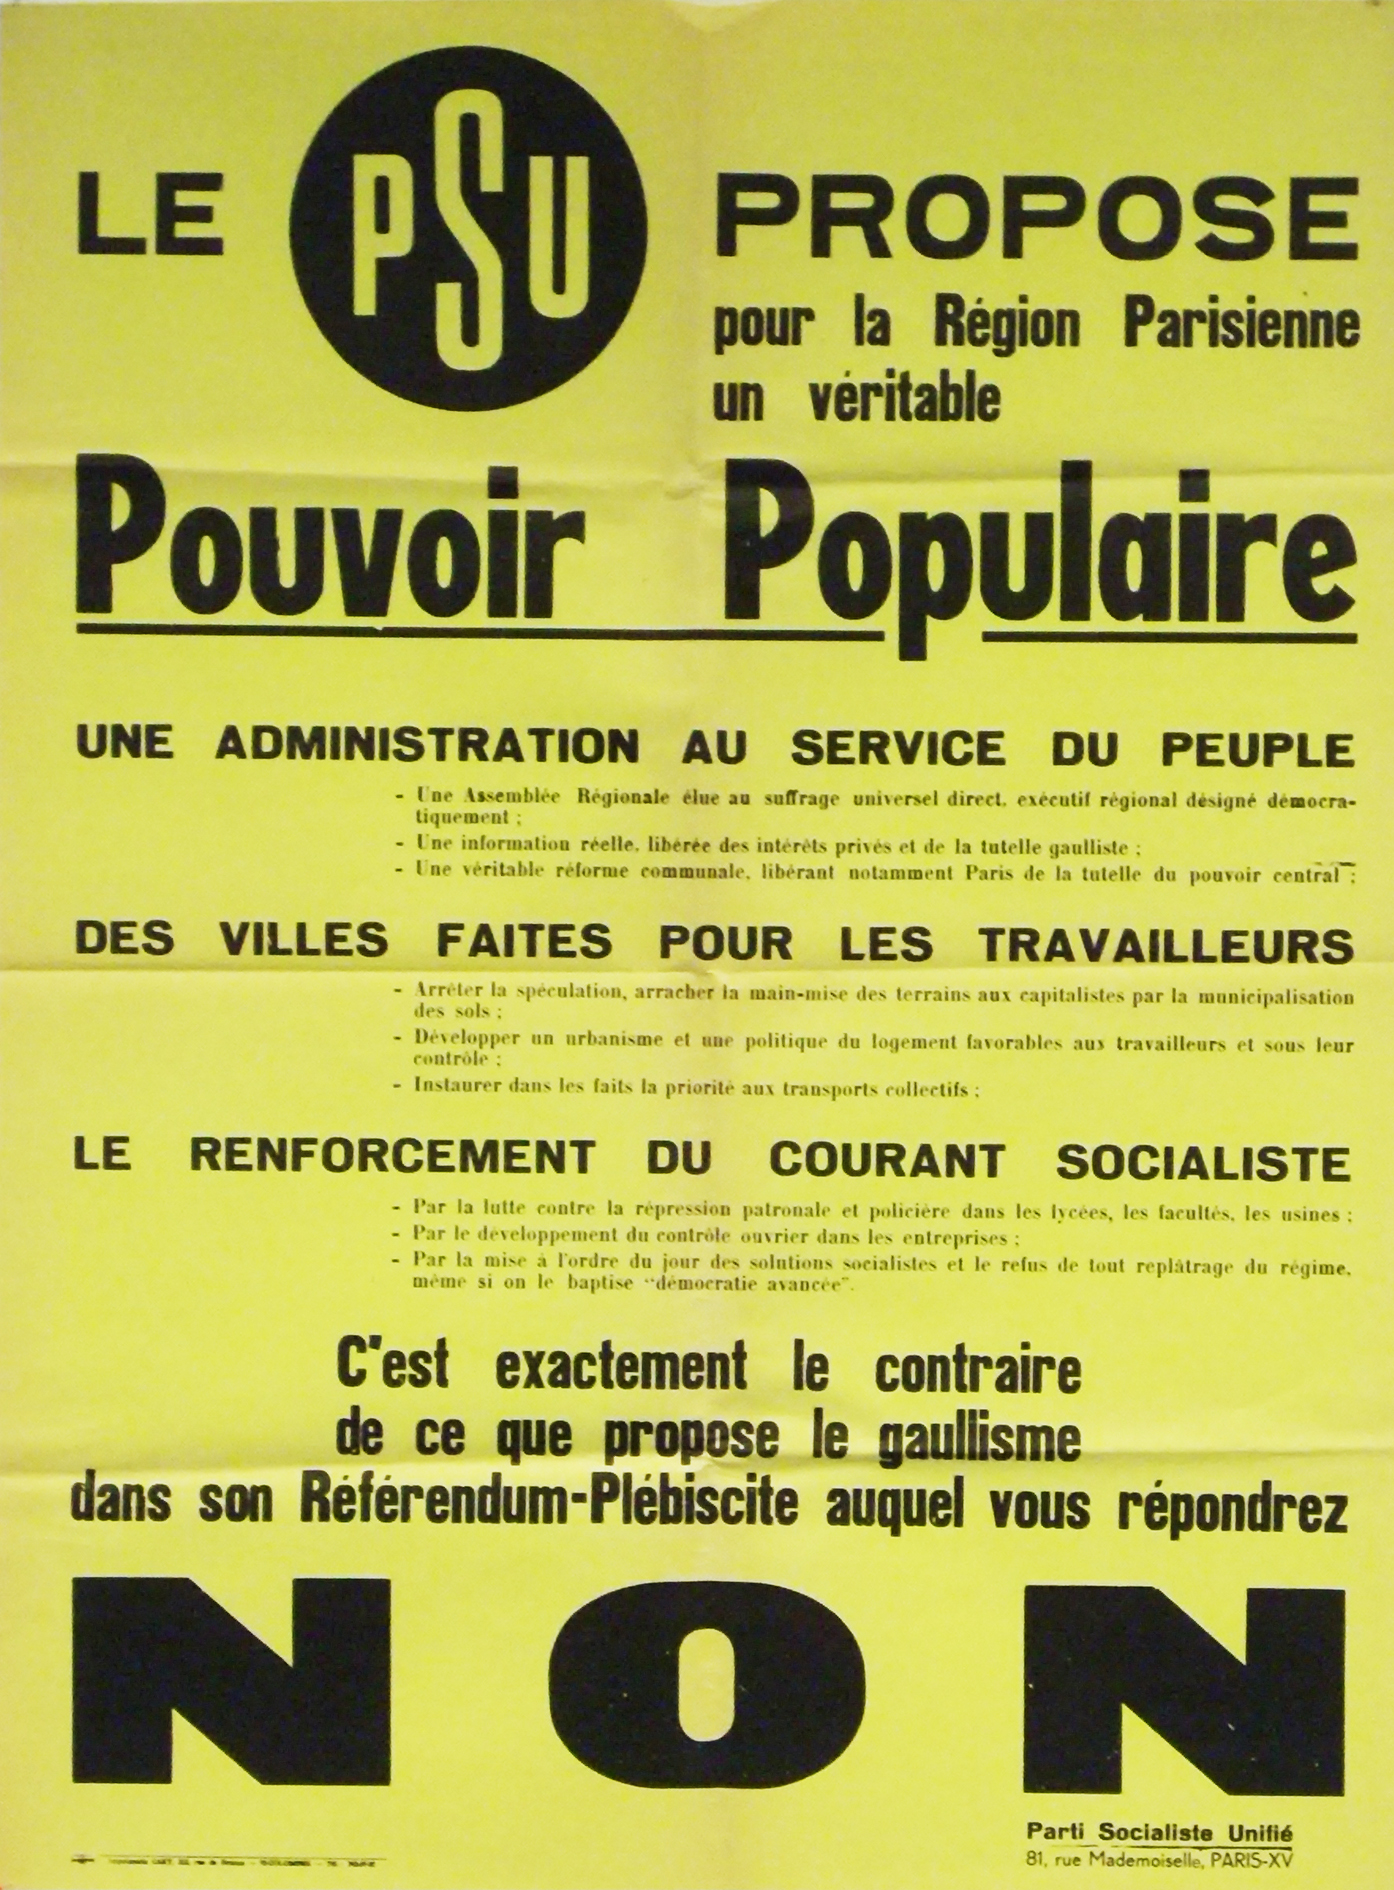 LE PSU PROPOSE
pour la Région Parisienne
un véritable
Pouvoir Populaire
UNE ADMINISTRATION AU SERVICE DU PEUPLE
- Une Assemblée Régionale élue au suffrage universel direct, exécutif régional désigné démocra-
tiquement ;
- Une information réelle, libérée des intérêts privés et de la tutelle gaulliste ;
- Une véritable réforme communale, libérant notamment Paris de la tutelle du pouvoir central ;
DES VILLES FAITES POUR LES TRAVAILLEURS
- Arrêter la spéculation, arracher la main-mise des terrains aux capitalistes par la municipalisation
des sols ;
- Développer un urbanisme et une politique du logement favorables aux travailleurs et sous leur
contrôle ;
- Instaurer dans les faits la priorité aux transports collectifs ;
LE RENFORCEMENT DU COURANT SOCIALISTE
- Par la lutte contre la répression patronale et policière dans les lycées, les facultés, les usines ;
- Par le développement du contrôle ouvrier dans les entreprises ;
- Par la mise à l'ordre du jour des solutions socialistes et le refus de tout replâtrage du régime,
même si on le baptise "démocratie avancée".
C'est exactement le contraire
de ce que propose le gaullisme
dans son Référendum-Plébiscite auquel vous répondrez
NON
Parti Socialiste Unifié
81, rue Mademoiselle, PARIS-XV